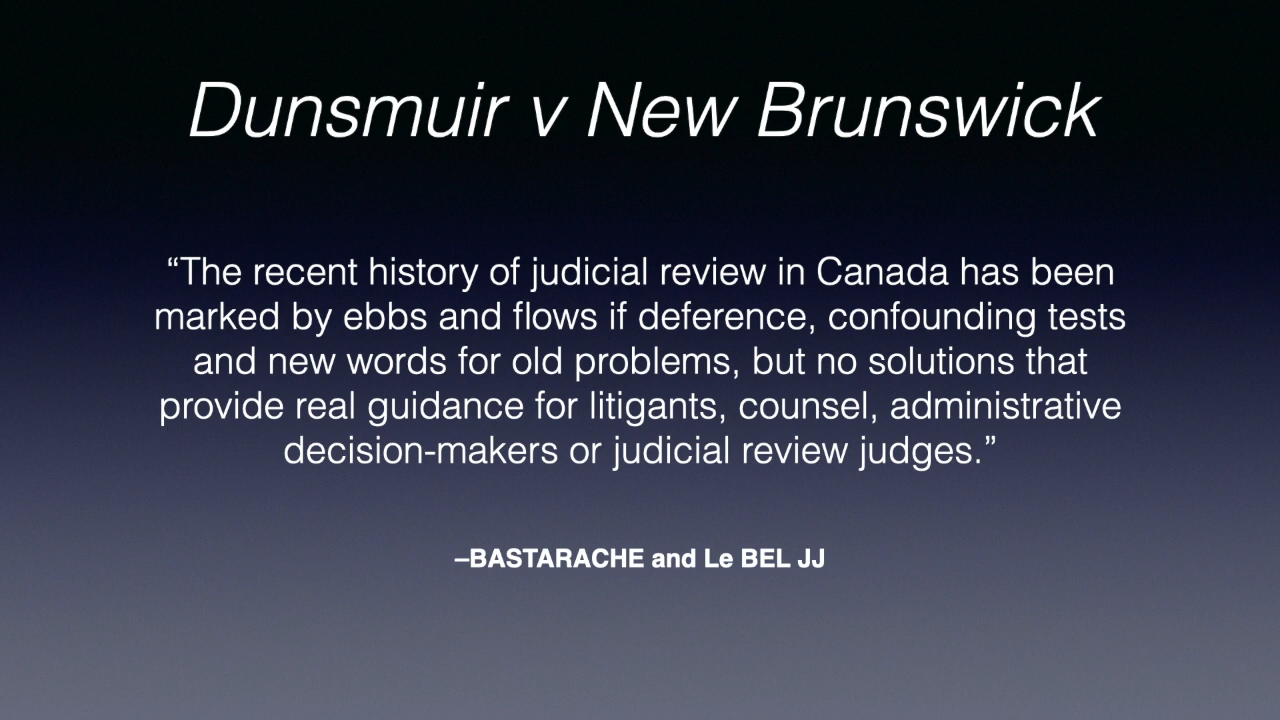 Dunsmuir v New Brunswick
“The recent history of judicial review in Canada has been
marked by ebbs and flows if deference, confounding tests
and new words for old problems, but no solutions that
provide real guidance for litigants, counsel, administrative
decision-makers or judicial review judges.”
–BASTARACHE and Le BEL JJ